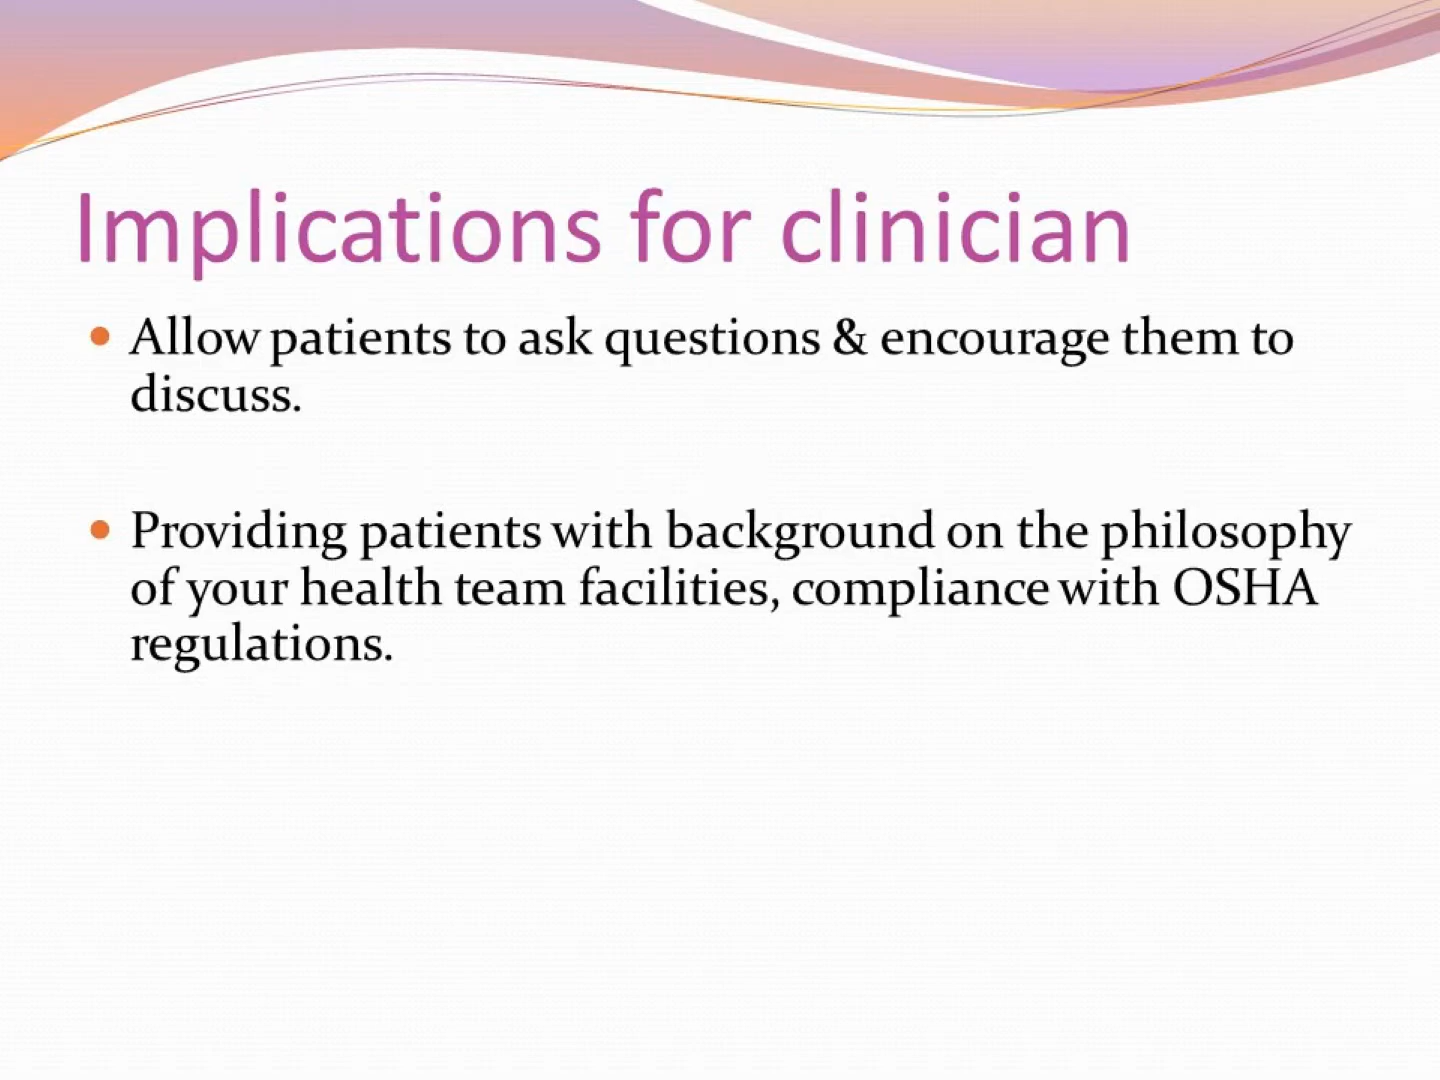 Implications for clinician
• Allow patients to ask questions & encourage them to
discuss.
• Providing patients with background on the philosophy
of your health team facilities, compliance with OSHA
regulations.